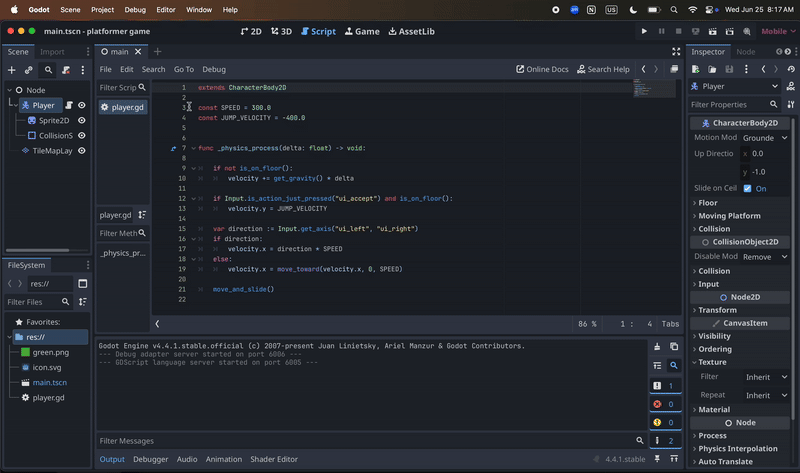 Godot Scene Project Debug Editor Window Help US Wed Jun 25 8:17 AM
main.tscn - platformer game 2D 3D Script Game AssetLib Mobile
Scene Import main Inspector Node
File Edit Search Go To Debug Online Docs Search Help
Filter Scrip
player.gd
player.gd
Filter Meth
_physics_pr...
Node
Player
Sprite2D
CollisionS
TileMapLay
FileSystem
res://
Filter Files
Favorites:
res://
green.png
icon.svg
main.tscn
player.gd
1 extends CharacterBody2D
2
3 const SPEED = 300.0
4 const JUMP_VELOCITY = -400.0
5
6
7 func _physics_process(delta: float) -> void:
8
9 if not is_on_floor():
10 velocity += get_gravity() * delta
11
12 if Input.is_action_just_pressed("ui_accept") and is_on_floor():
13 velocity.y = JUMP_VELOCITY
14
15 var direction := Input.get_axis("ui_left", "ui_right")
16 if direction:
17 velocity.x = direction * SPEED
18 else:
19 velocity.x = move_toward(velocity.x, 0, SPEED)
20
21 move_and_slide()
22
86 % 1 : 4 Tabs
Godot Engine v4.4.1.stable.official (c) 2007-present Juan Linietsky, Ariel Manzur & Godot Contributors.
--- Debug adapter server started on port 6006 ---
--- GDScript language server started on port 6005 ---
1
0
0
2
Filter Messages
Output Debugger Audio Animation Shader Editor 4.4.1.stable
Player
Filter Properties
CharacterBody2D
Motion Mod Grounde
Up Directio x 0.0
y -1.0
Slide on Ceil On
Floor
Moving Platform
Collision
CollisionObject2D
Disable Mod Remove
Collision
Input
Node2D
Transform
CanvasItem
Visibility
Ordering
Texture
Filter Inherit
Repeat Inherit
Material
Node
Process
Physics Interpolation
Auto Translate